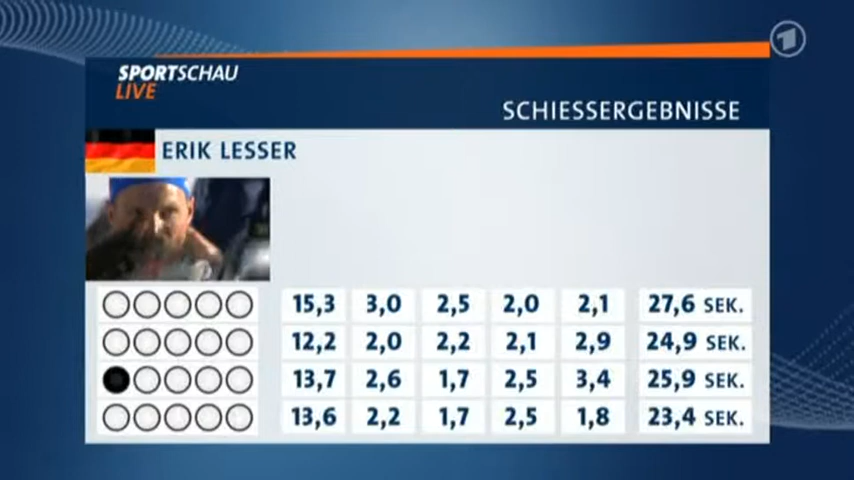 1
SPORTSCHAU
LIVE
SCHIESSERGEBNISSE
ERIK LESSER
15,3 3,0 2,5 2,0 2,1 27,6 SEK.
12,2 2,0 2,2 2,1 2,9 24,9 SEK.
13,7 2,6 1,7 2,5 3,4 25,9 SEK.
13,6 2,2 1,7 2,5 1,8 23,4 SEK.